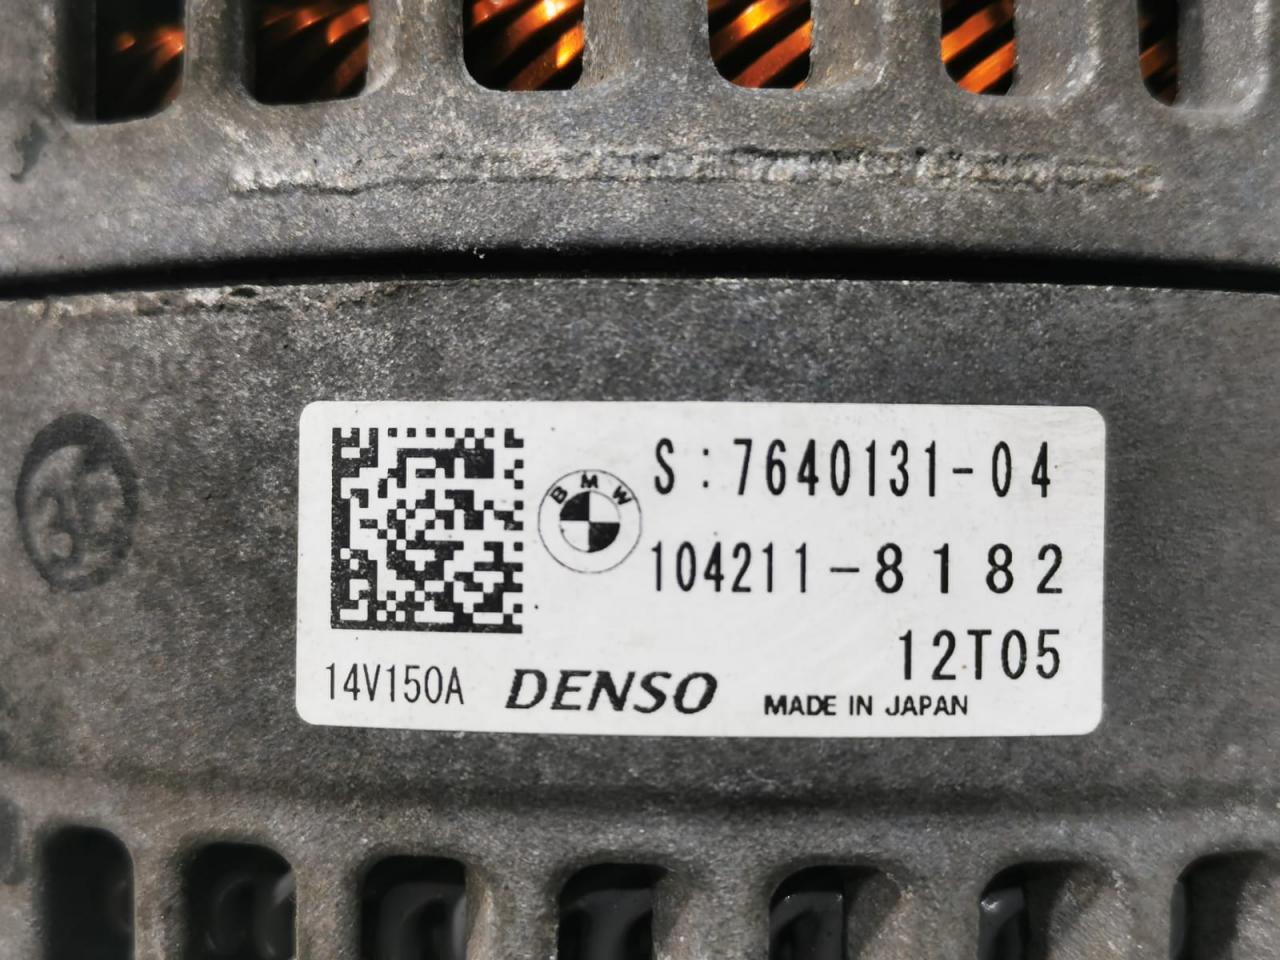 S:7640131-04
BMW
104211-8182
12T05
14V150A DENSO MADE IN JAPAN